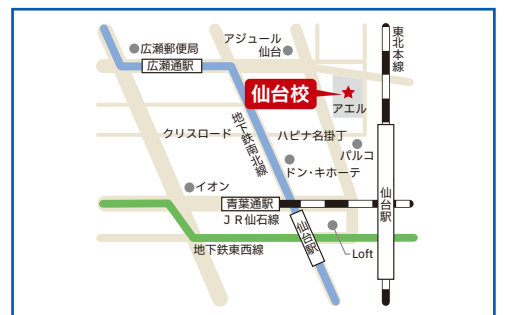 東北本線
アジュール
仙台
広瀬郵便局
広瀬通駅
仙台校
アエル
地下鉄南北線
クリスロード
ハピナ名掛丁
パルコ
ドン・キホーテ
イオン
仙台駅
青葉通駅
ＪＲ仙石線
仙台駅
地下鉄東西線
Loft